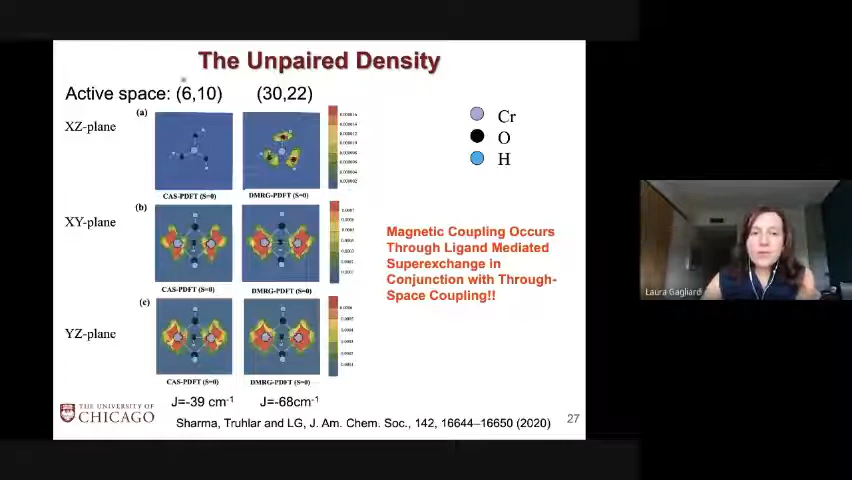 The Unpaired Density
Active space: (6,10) (30,22)
(a)
XZ-plane
CAS-PDFT (S=0) DMRG-PDFT (S=0)
(b)
XY-plane
CAS-PDFT (S=0) DMRG-PDFT (S=0)
(c)
YZ-plane
CAS-PDFT (S=0) DMRG-PDFT (S=0)
J=-39 cm-1 J=-68cm-1
Cr
O
H
Magnetic Coupling Occurs
Through Ligand Mediated
Superexchange in
Conjunction with Through-
Space Coupling!!
THE UNIVERSITY OF
CHICAGO
Sharma, Truhlar and LG, J. Am. Chem. Soc., 142, 16644–16650 (2020)
27
Laura Gagliardi